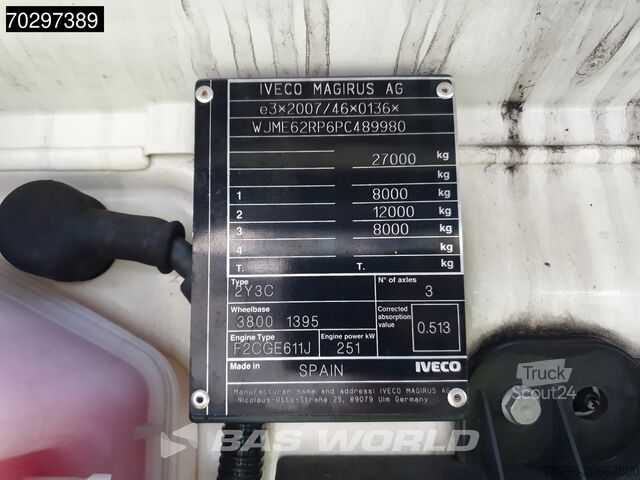 70297389
IVECO MAGIRUS AG
e3*2007/46*0136*
WJME62RP6PC489980
27000 kg
kg
1 8000 kg
2 12000 kg
3 8000 kg
4 kg
T. T. kg
Type 2Y3C N° of axles 3
Wheelbase 3800 1395 Corrected absorption value 0.513
Engine Type F2CGE611J Engine power kW 251
Made in SPAIN IVECO
Manufacturer name and address: IVECO MAGIRUS AG
Nicolaus-Otto-Straße 25, 89079 Ulm Germany
Truck
Scout24
BAS WORLD